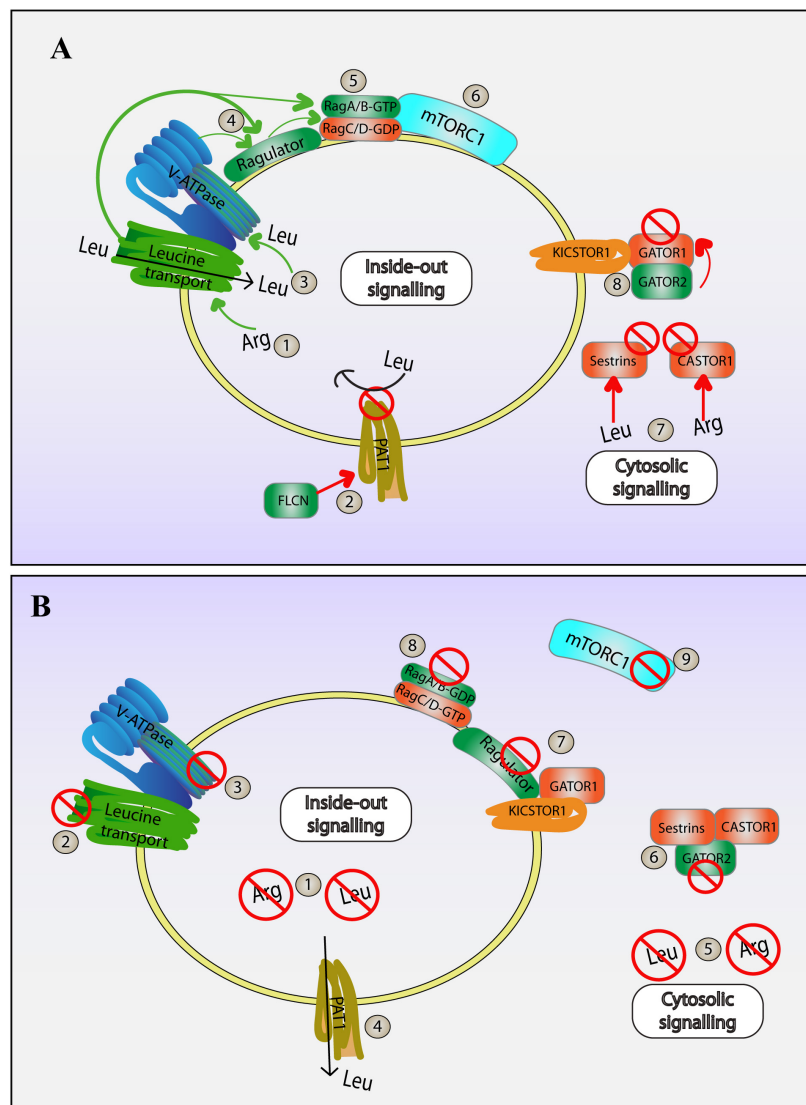 A
5
6
RagA/B-GTP
4
RagC/D-GDP
mTORC1
Ragulator
V-ATPase
Leu
Leu
Leucine
transport
Leu
3
Inside-out
signalling
KICSTOR1
GATOR1
8
GATOR2
Arg
1
Sestrins
CASTOR1
Leu
PAT1
Leu
7
Arg
Cytosolic
signalling
FLCN
2
B
mTORC1
9
8
RagA/B-GDP
RagC/D-GTP
V-ATPase
7
Ragulator
3
GATOR1
Leucine
transport
2
Inside-out
signalling
KICSTOR1
Sestrins
CASTOR1
6
GATOR2
Arg
1
Leu
Leu
5
Arg
Cytosolic
signalling
PAT1
4
Leu